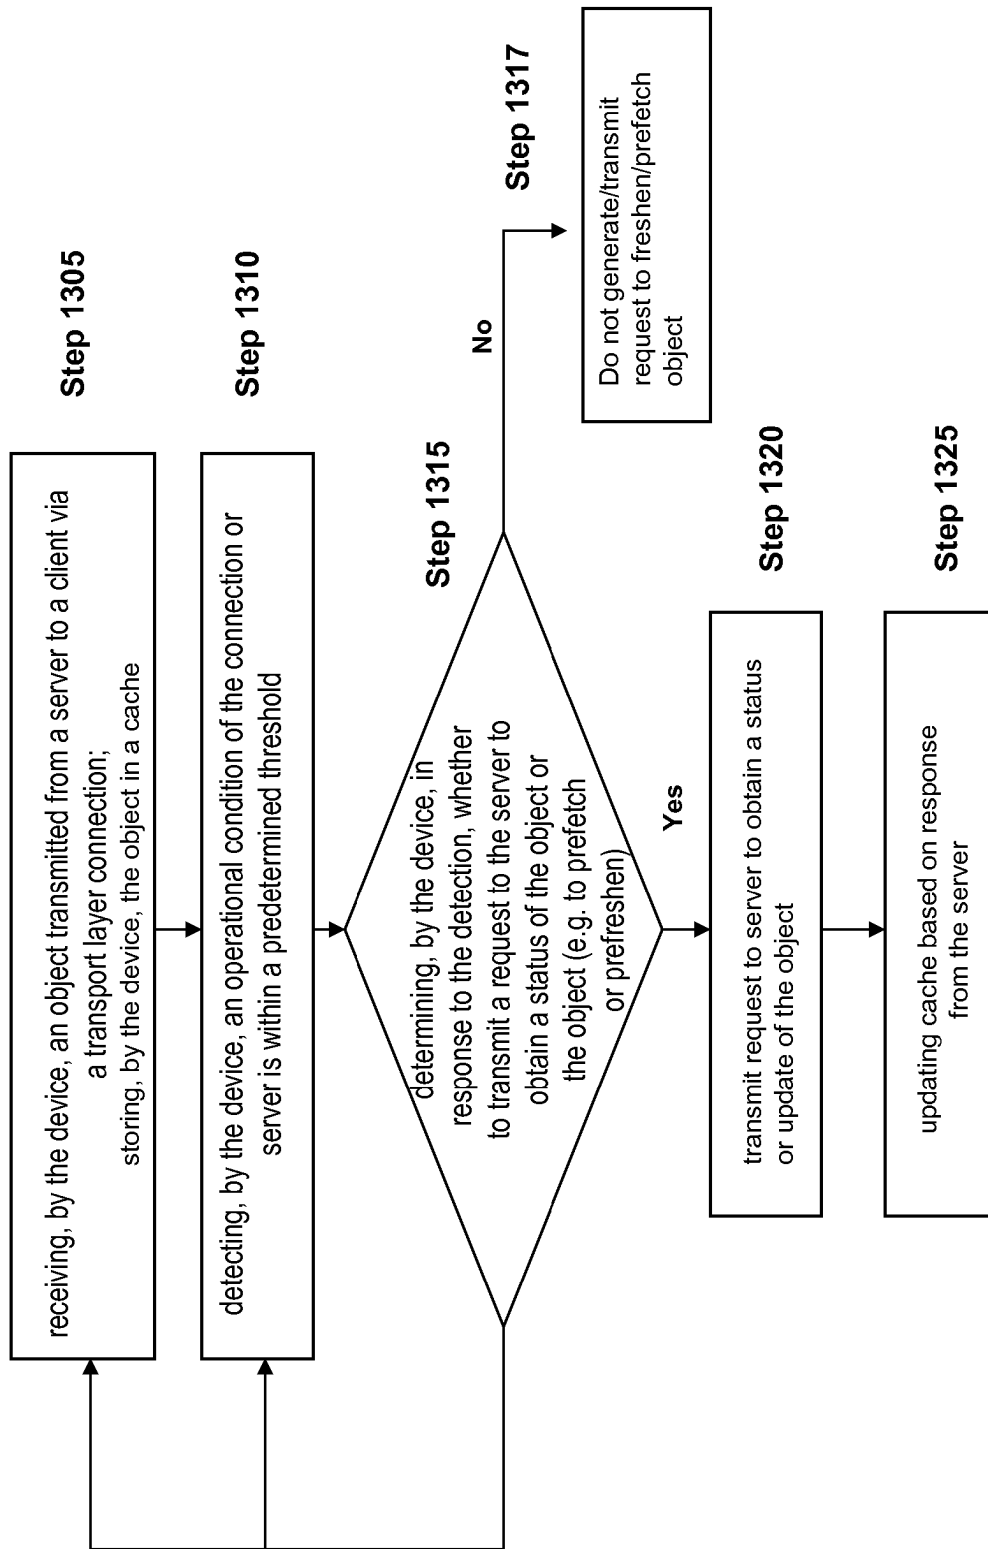 receiving, by the device, an object transmitted from a server to a client via
a transport layer connection;
storing, by the device, the object in a cache
Step 1305
detecting, by the device, an operational condition of the connection or
server is within a predetermined threshold
Step 1310
determining, by the device, in
response to the detection, whether
to transmit a request to the server to
obtain a status of the object or
the object (e.g. to prefetch
or prefreshen)
Step 1315
No
Step 1317
Do not generate/transmit
request to freshen/prefetch
object
Yes
transmit request to server to obtain a status
or update of the object
Step 1320
updating cache based on response
from the server
Step 1325